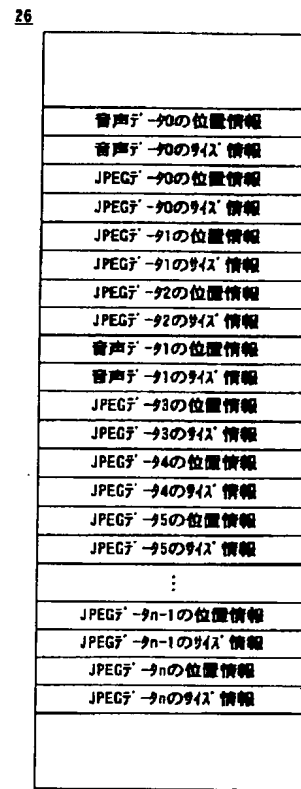 26
音声ﾃﾞｰﾀ0の位置情報
音声ﾃﾞｰﾀ0のｻｲｽﾞ情報
JPEGﾃﾞｰﾀ0の位置情報
JPEGﾃﾞｰﾀ0のｻｲｽﾞ情報
JPEGﾃﾞｰﾀ1の位置情報
JPEGﾃﾞｰﾀ1のｻｲｽﾞ情報
JPEGﾃﾞｰﾀ2の位置情報
JPEGﾃﾞｰﾀ2のｻｲｽﾞ情報
音声ﾃﾞｰﾀ1の位置情報
音声ﾃﾞｰﾀ1のｻｲｽﾞ情報
JPEGﾃﾞｰﾀ3の位置情報
JPEGﾃﾞｰﾀ3のｻｲｽﾞ情報
JPEGﾃﾞｰﾀ4の位置情報
JPEGﾃﾞｰﾀ4のｻｲｽﾞ情報
JPEGﾃﾞｰﾀ5の位置情報
JPEGﾃﾞｰﾀ5のｻｲｽﾞ情報
⋮
JPEGﾃﾞｰﾀn-1の位置情報
JPEGﾃﾞｰﾀn-1のｻｲｽﾞ情報
JPEGﾃﾞｰﾀnの位置情報
JPEGﾃﾞｰﾀnのｻｲｽﾞ情報